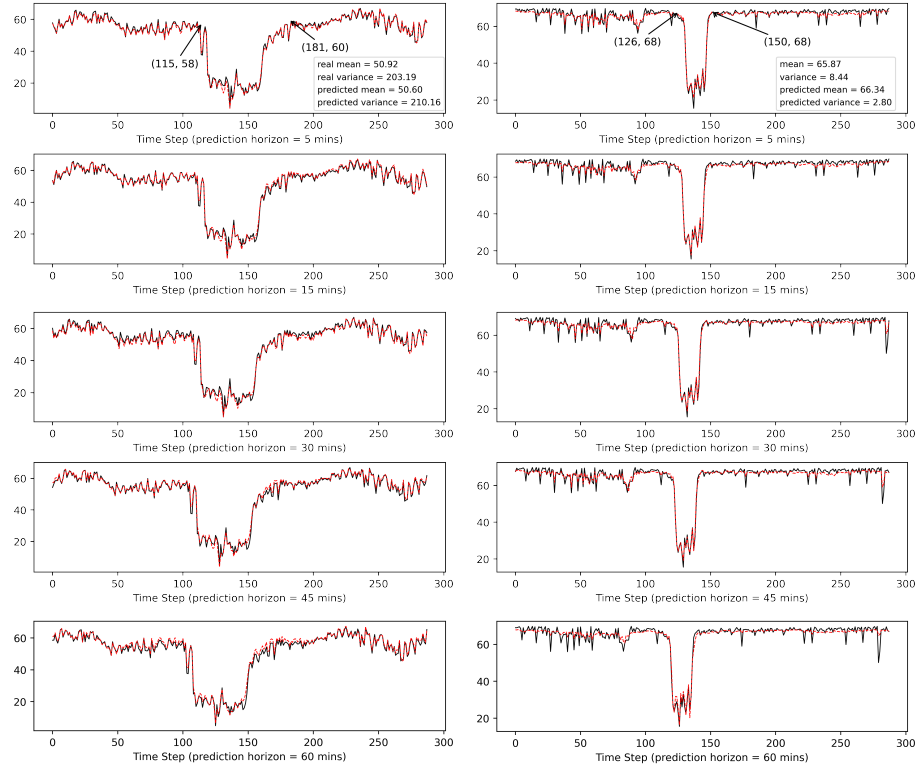 60
40
20
(115, 58)
(181, 60)
real mean = 50.92
real variance = 203.19
predicted mean = 50.60
predicted variance = 210.16
0 50 100 150 200 250 300
Time Step (prediction horizon = 5 mins)
60
40
20
(126, 68)
(150, 68)
mean = 65.87
variance = 8.44
predicted mean = 66.34
predicted variance = 2.80
0 50 100 150 200 250 300
Time Step (prediction horizon = 5 mins)
60
40
20
0 50 100 150 200 250 300
Time Step (prediction horizon = 15 mins)
60
40
20
0 50 100 150 200 250 300
Time Step (prediction horizon = 15 mins)
60
40
20
0 50 100 150 200 250 300
Time Step (prediction horizon = 30 mins)
60
40
20
0 50 100 150 200 250 300
Time Step (prediction horizon = 30 mins)
60
40
20
0 50 100 150 200 250 300
Time Step (prediction horizon = 45 mins)
60
40
20
0 50 100 150 200 250 300
Time Step (prediction horizon = 45 mins)
60
40
20
0 50 100 150 200 250 300
Time Step (prediction horizon = 60 mins)
60
40
20
0 50 100 150 200 250 300
Time Step (prediction horizon = 60 mins)